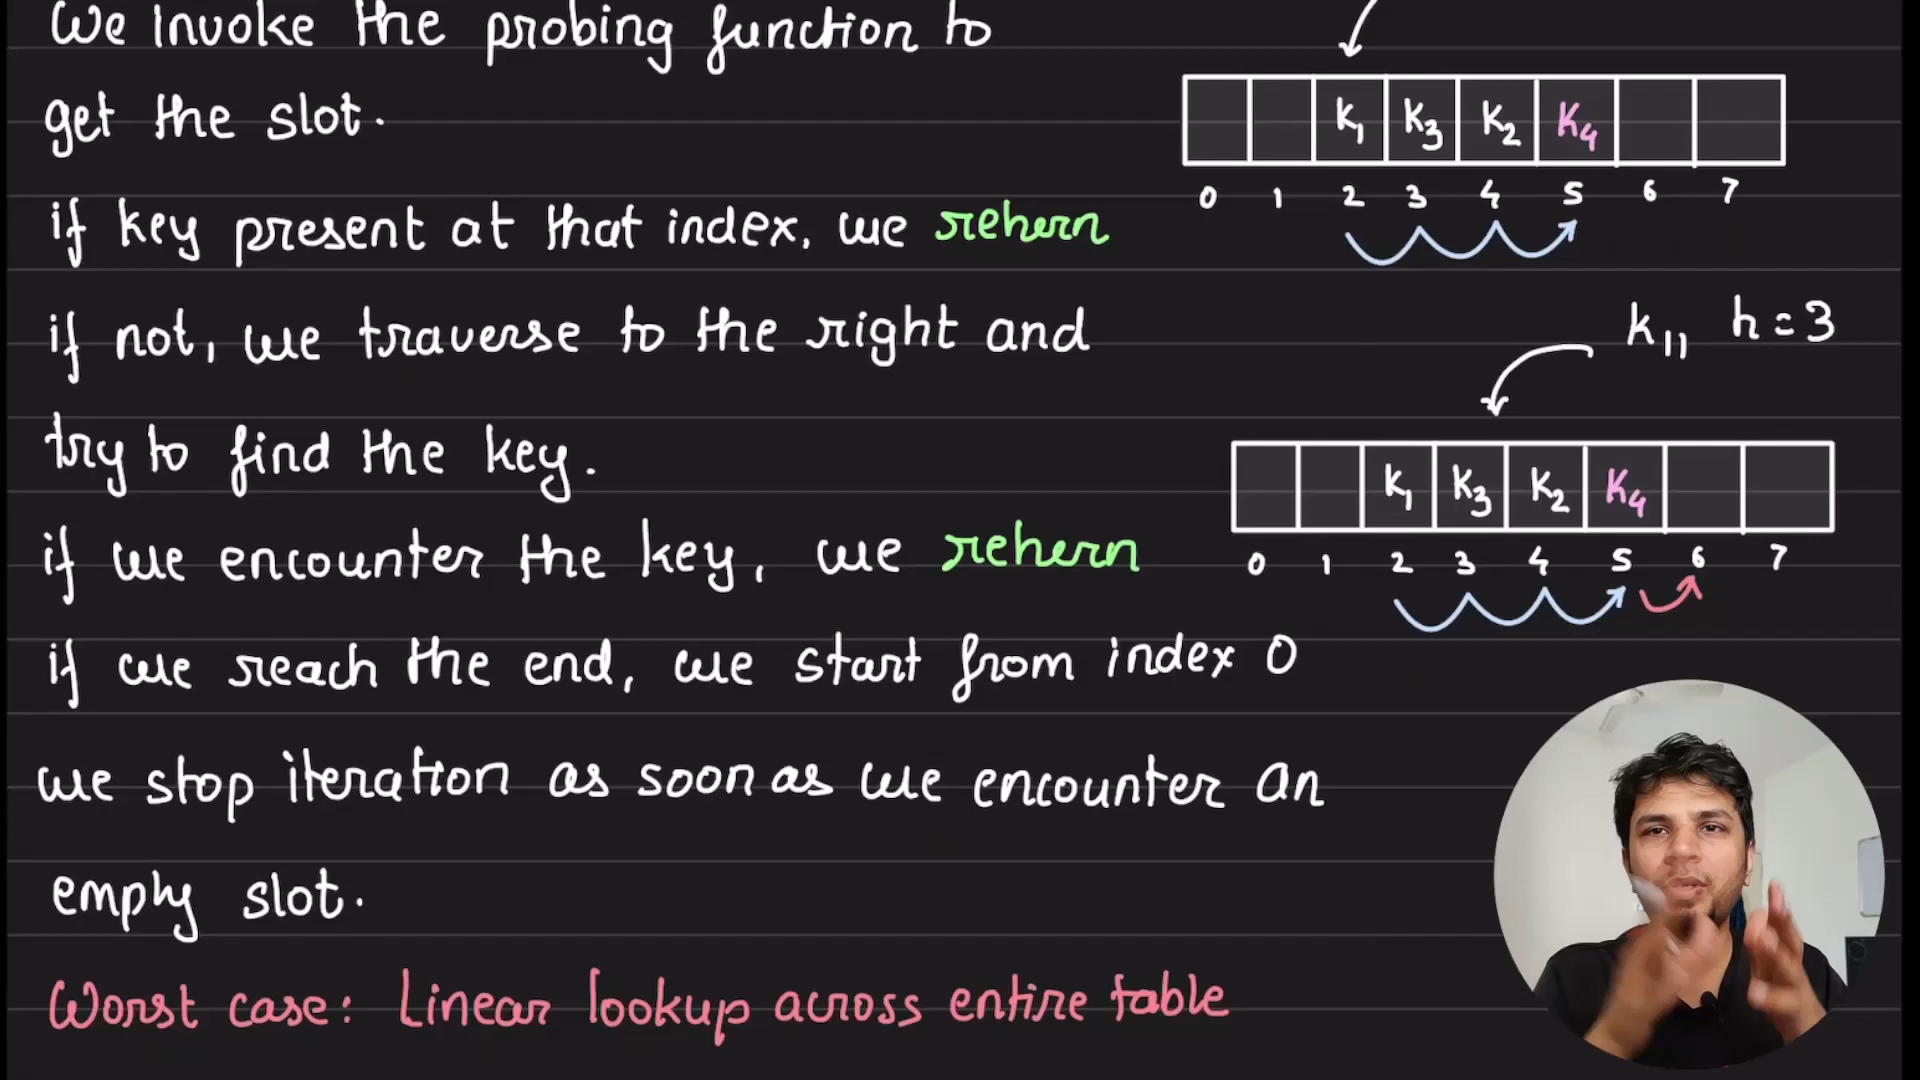 We invoke the probing function to
get the slot.
if key present at that index, we return
if not, we traverse to the right and
try to find the key.
if we encounter the key, we return
if we reach the end, we start from index 0
we stop iteration as soon as we encounter an
empty slot.
Worst case: Linear lookup across entire table
k1 k3 k2 k4
0 1 2 3 4 5 6 7
k11 h=3
k1 k3 k2 k4
0 1 2 3 4 5 6 7